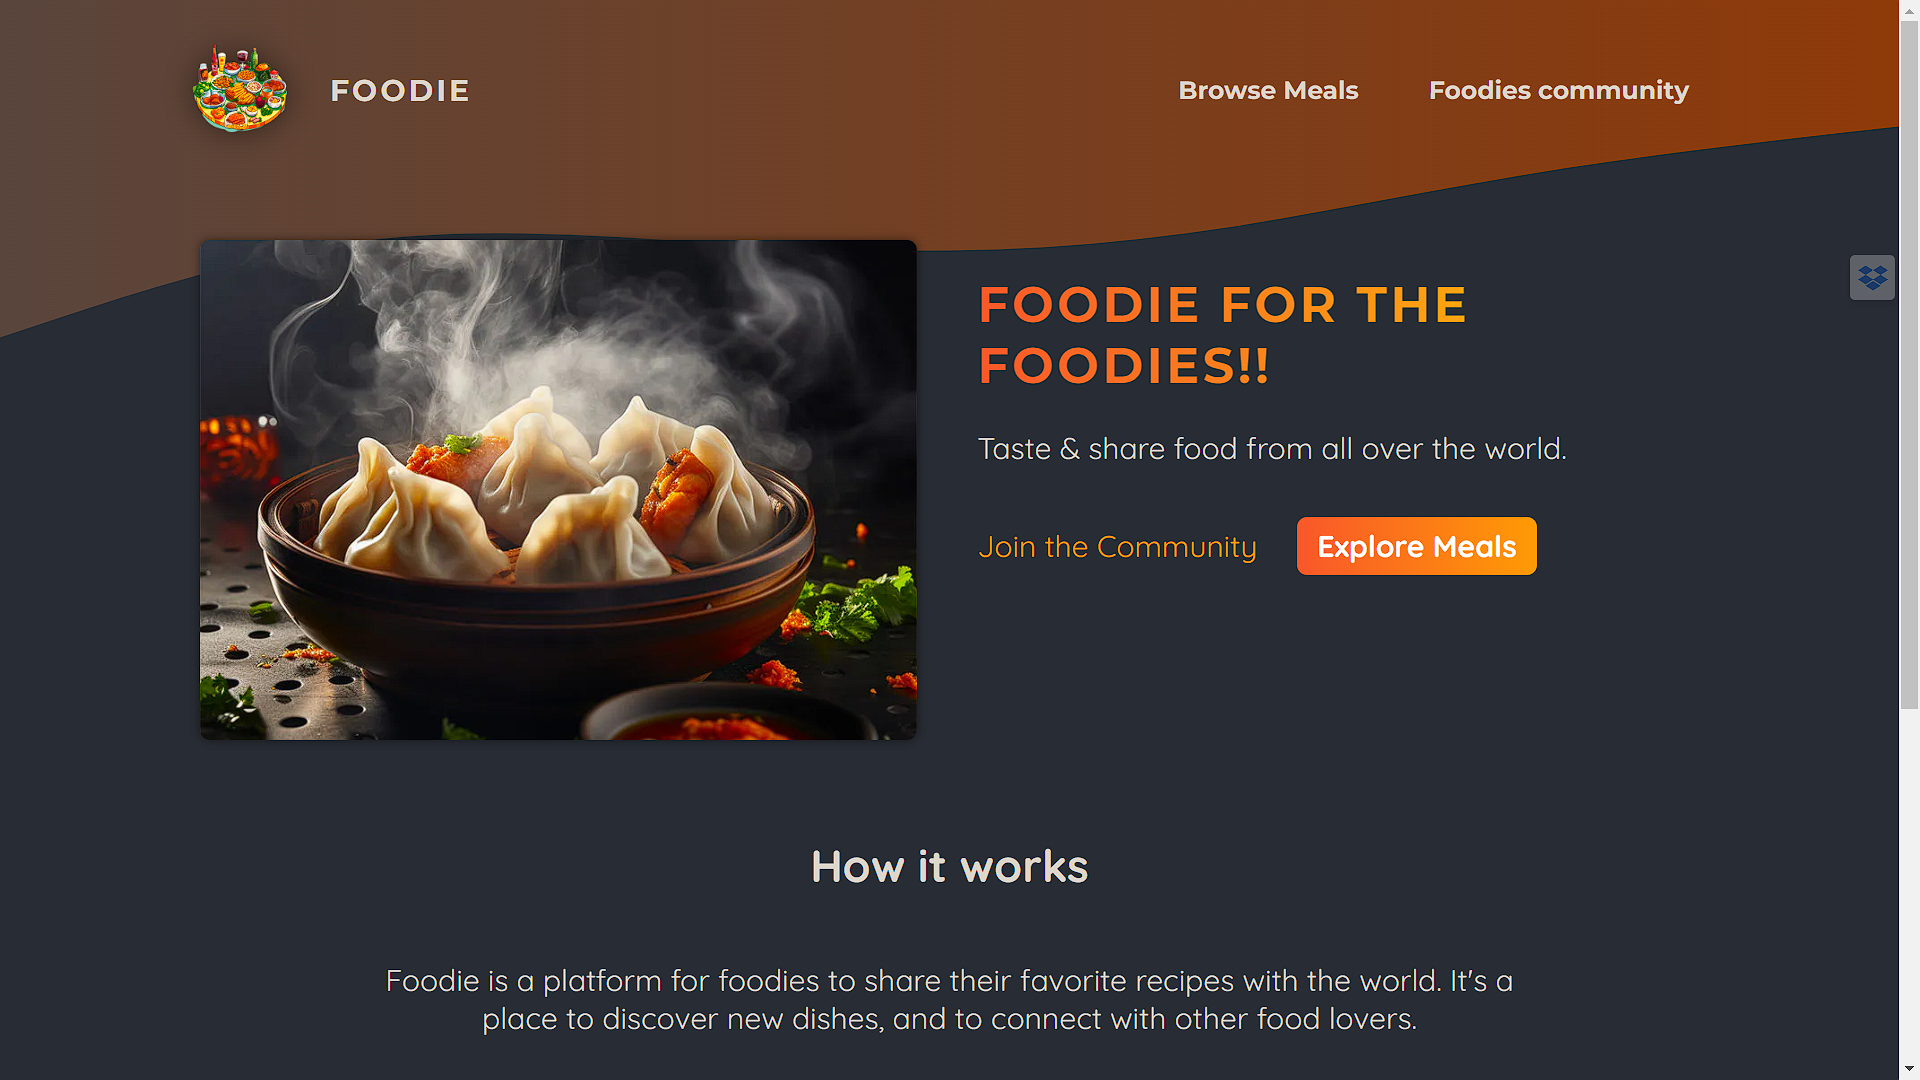 FOODIE
Browse Meals
Foodies community
FOODIE FOR THE
FOODIES!!
Taste & share food from all over the world.
Join the Community
Explore Meals
How it works
Foodie is a platform for foodies to share their favorite recipes with the world. It's a
place to discover new dishes, and to connect with other food lovers.